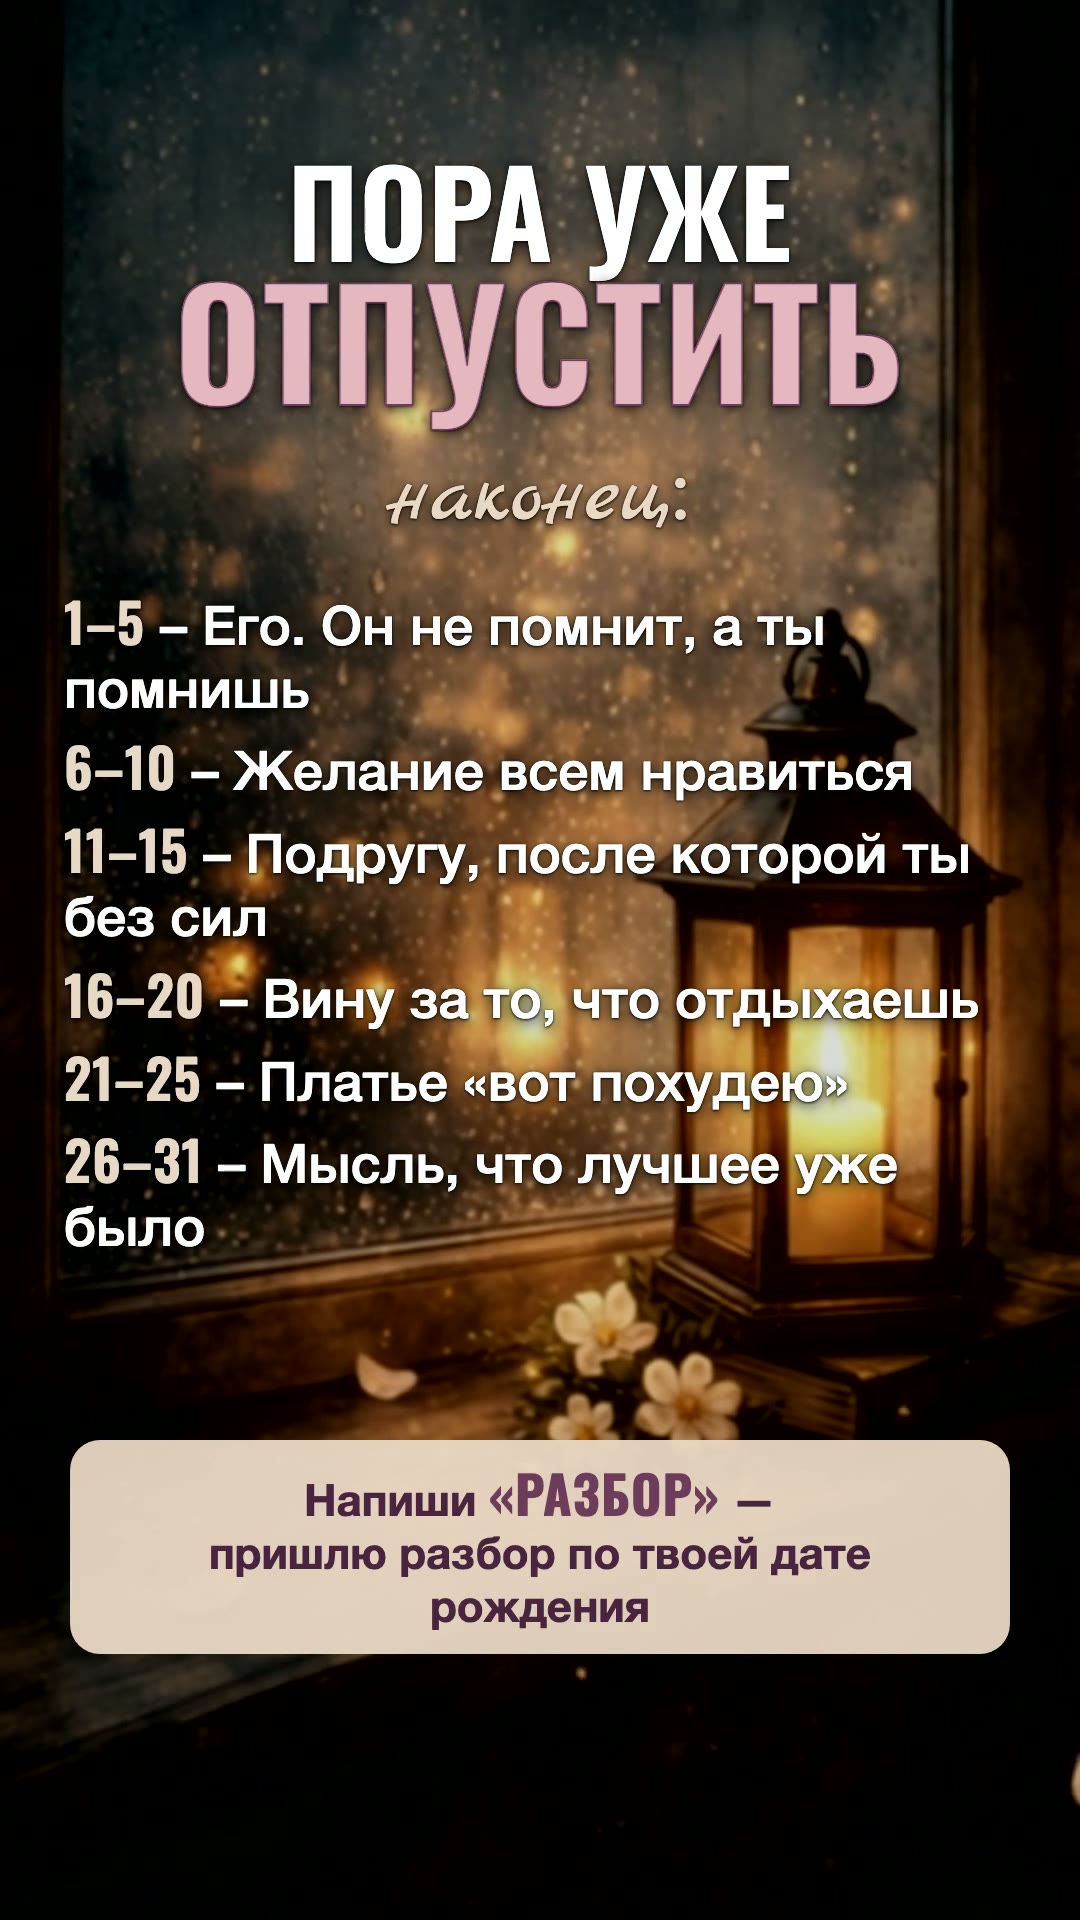 ПОРА УЖЕ
ОТПУСТИТЬ
наконец:
1–5 – Его. Он не помнит, а ты
помнишь
6–10 – Желание всем нравиться
11–15 – Подругу, после которой ты
без сил
16–20 – Вину за то, что отдыхаешь
21–25 – Платье «вот похудею»
26–31 – Мысль, что лучшее уже
было
Напиши «РАЗБОР» —
пришлю разбор по твоей дате
рождения